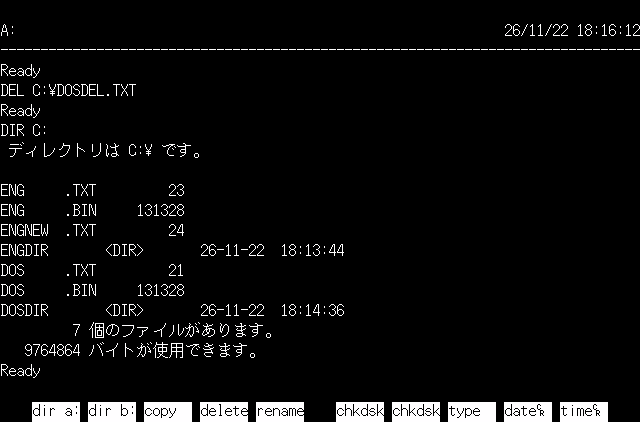 A: 26/11/22 18:16:12
--------------------------------------------------------------------------------
Ready
DEL C:¥DOSDEL.TXT
Ready
DIR C:
ディレクトリは C:¥ です。
ENG .TXT 23
ENG .BIN 131328
ENGNEW .TXT 24
ENGDIR <DIR> 26-11-22 18:13:44
DOS .TXT 21
DOS .BIN 131328
DOSDIR <DIR> 26-11-22 18:14:36
7 個のファイルがあります。
9764864 バイトが使用できます。
Ready
dir a: dir b: copy delete rename chkdsk chkdsk type date␍ time␍